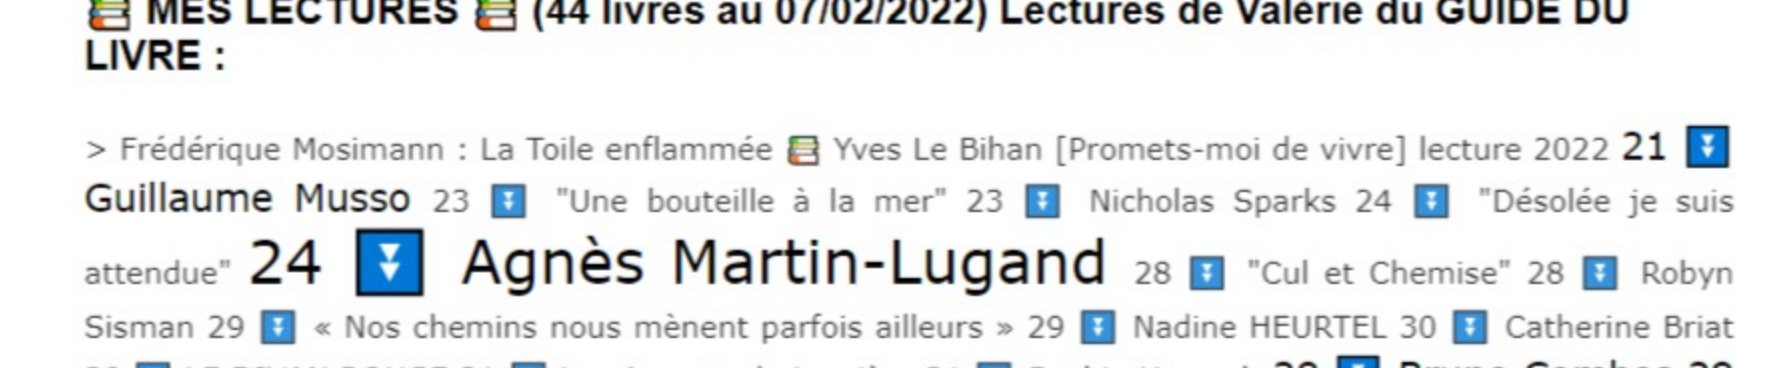 📚 MES LECTURES 📚 (44 livres au 07/02/2022) Lectures de Valérie du GUIDE DU
LIVRE :
> Frédérique Mosimann : La Toile enflammée 📚 Yves Le Bihan [Promets-moi de vivre] lecture 2022 21 ⏬
Guillaume Musso 23 ⏬ "Une bouteille à la mer" 23 ⏬ Nicholas Sparks 24 ⏬ "Désolée je suis
attendue" 24 ⏬ Agnès Martin-Lugand 28 ⏬ "Cul et Chemise" 28 ⏬ Robyn
Sisman 29 ⏬ « Nos chemins nous mènent parfois ailleurs » 29 ⏬ Nadine HEURTEL 30 ⏬ Catherine Briat